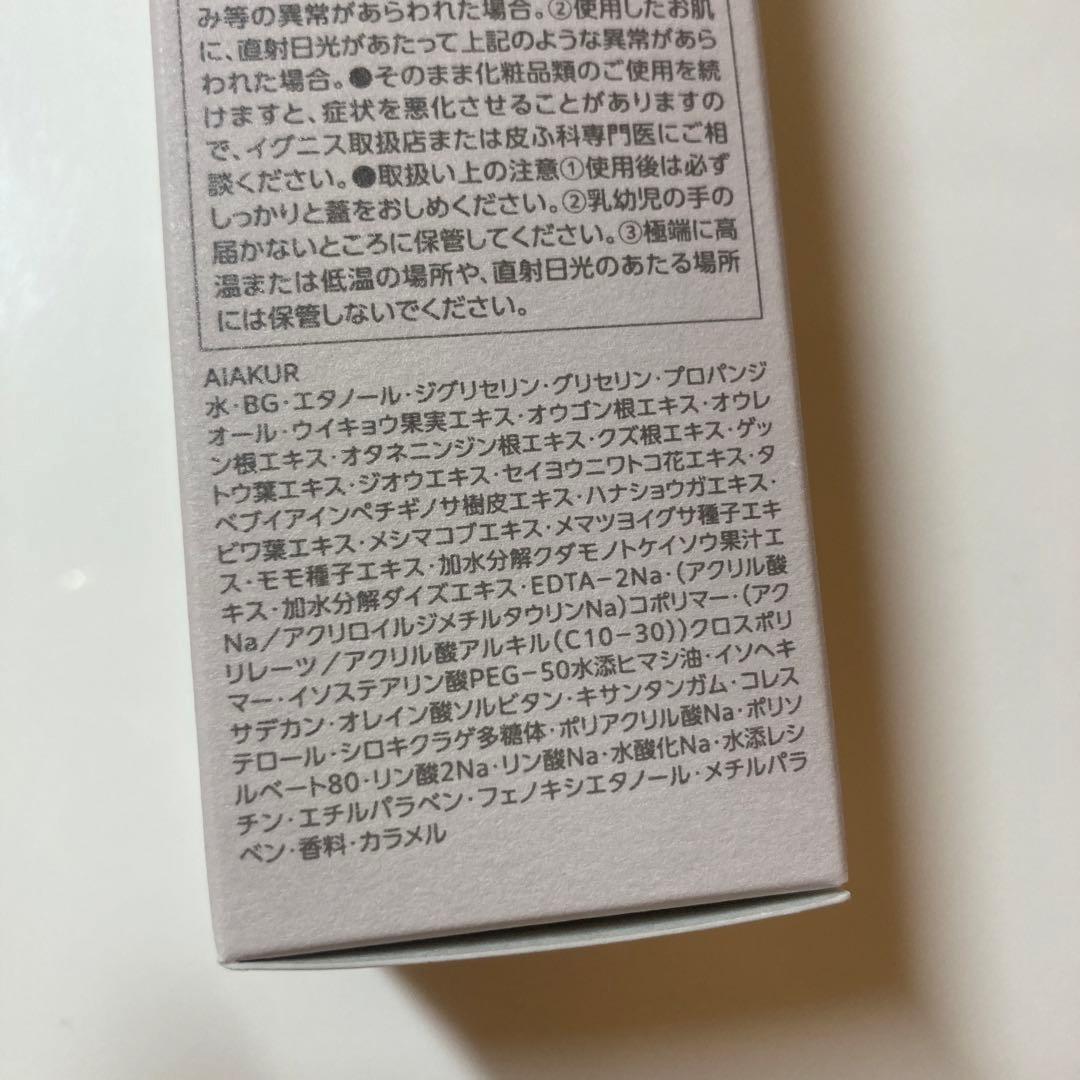 み等の異常があらわれた場合。②使用したお肌
に、直射日光があたって上記のような異常があら
われた場合。●そのまま化粧品類のご使用を続
けますと、症状を悪化させることがありますの
で、イグニス取扱店または皮ふ科専門医にご相
談ください。●取扱い上の注意①使用後は必ず
しっかりと蓋をおしめください。②乳幼児の手の
届かないところに保管してください。③極端に高
温または低温の場所や、直射日光のあたる場所
には保管しないでください。
AIAKUR
水・BG・エタノール・ジグリセリン・グリセリン・プロパンジ
オール・ウイキョウ果実エキス・オウゴン根エキス・オウレ
ン根エキス・オタネニンジン根エキス・クズ根エキス・ゲッ
トウ葉エキス・ジオウエキス・セイヨウニワトコ花エキス・タ
ベブイアインペチギノサ樹皮エキス・ハナショウガエキス・
ビワ葉エキス・メシマコブエキス・メマツヨイグサ種子エキ
ス・モモ種子エキス・加水分解クダモノトケイソウ果汁エ
キス・加水分解ダイズエキス・EDTA-2Na・(アクリル酸
Na/アクリロイルジメチルタウリンNa)コポリマー・(アク
リレーツ/アクリル酸アルキル(C10-30))クロスポリ
マー・イソステアリン酸PEG-50水添ヒマシ油・イソヘキ
サデカン・オレイン酸ソルビタン・キサンタンガム・コレス
テロール・シロキクラゲ多糖体・ポリアクリル酸Na・ポリソ
ルベート80・リン酸2Na・リン酸Na・水酸化Na・水添レシ
チン・エチルパラベン・フェノキシエタノール・メチルパラ
ベン・香料・カラメル